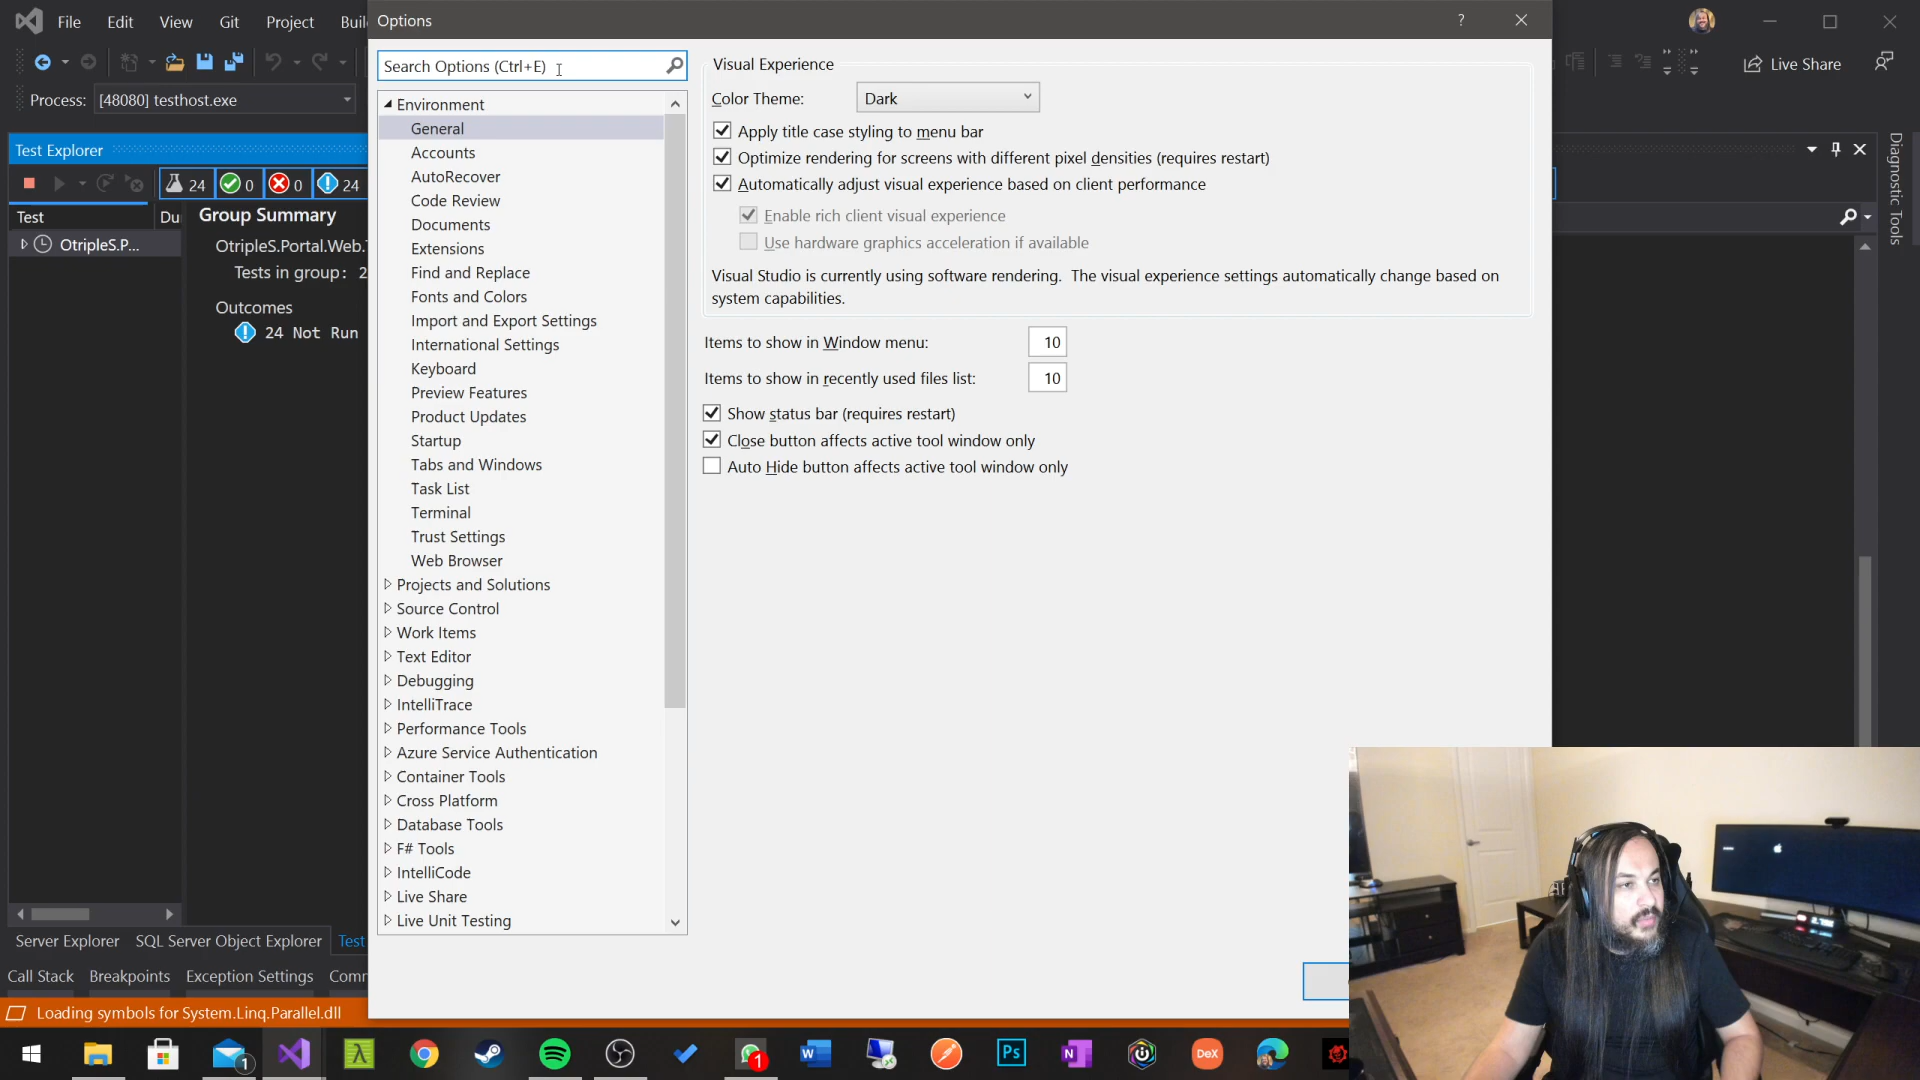 File Edit View Git Project Buil
Options
Search Options (Ctrl+E)
Live Share
Process: [48080] testhost.exe
Test Explorer
24 0 0 24
Test Du
OtripleS.P...
Group Summary
OtripleS.Portal.Web.
Tests in group: 2
Outcomes
24 Not Run
Environment
General
Accounts
AutoRecover
Code Review
Documents
Extensions
Find and Replace
Fonts and Colors
Import and Export Settings
International Settings
Keyboard
Preview Features
Product Updates
Startup
Tabs and Windows
Task List
Terminal
Trust Settings
Web Browser
Projects and Solutions
Source Control
Work Items
Text Editor
Debugging
IntelliTrace
Performance Tools
Azure Service Authentication
Container Tools
Cross Platform
Database Tools
F# Tools
IntelliCode
Live Share
Live Unit Testing
Visual Experience
Color Theme: Dark
Apply title case styling to menu bar
Optimize rendering for screens with different pixel densities (requires restart)
Automatically adjust visual experience based on client performance
Enable rich client visual experience
Use hardware graphics acceleration if available
Visual Studio is currently using software rendering. The visual experience settings automatically change based on
system capabilities.
Items to show in Window menu: 10
Items to show in recently used files list: 10
Show status bar (requires restart)
Close button affects active tool window only
Auto Hide button affects active tool window only
Diagnostic Tools
Server Explorer SQL Server Object Explorer Test
Call Stack Breakpoints Exception Settings Comm
Loading symbols for System.Linq.Parallel.dll
1
1
W
Ps
N
DeX